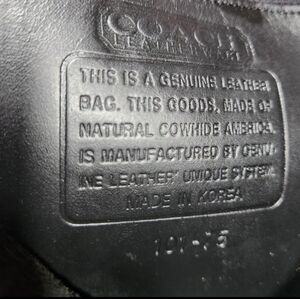 COACH
LEATHERWARE
THIS IS A GENUINE LEATHER
BAG. THIS GOODS, MADE OF
NATURAL COWHIDE AMERICA.
IS MANUFACTURED BY GENU-
INE LEATHER' UNIQUE SYSTEM.
MADE IN KOREA